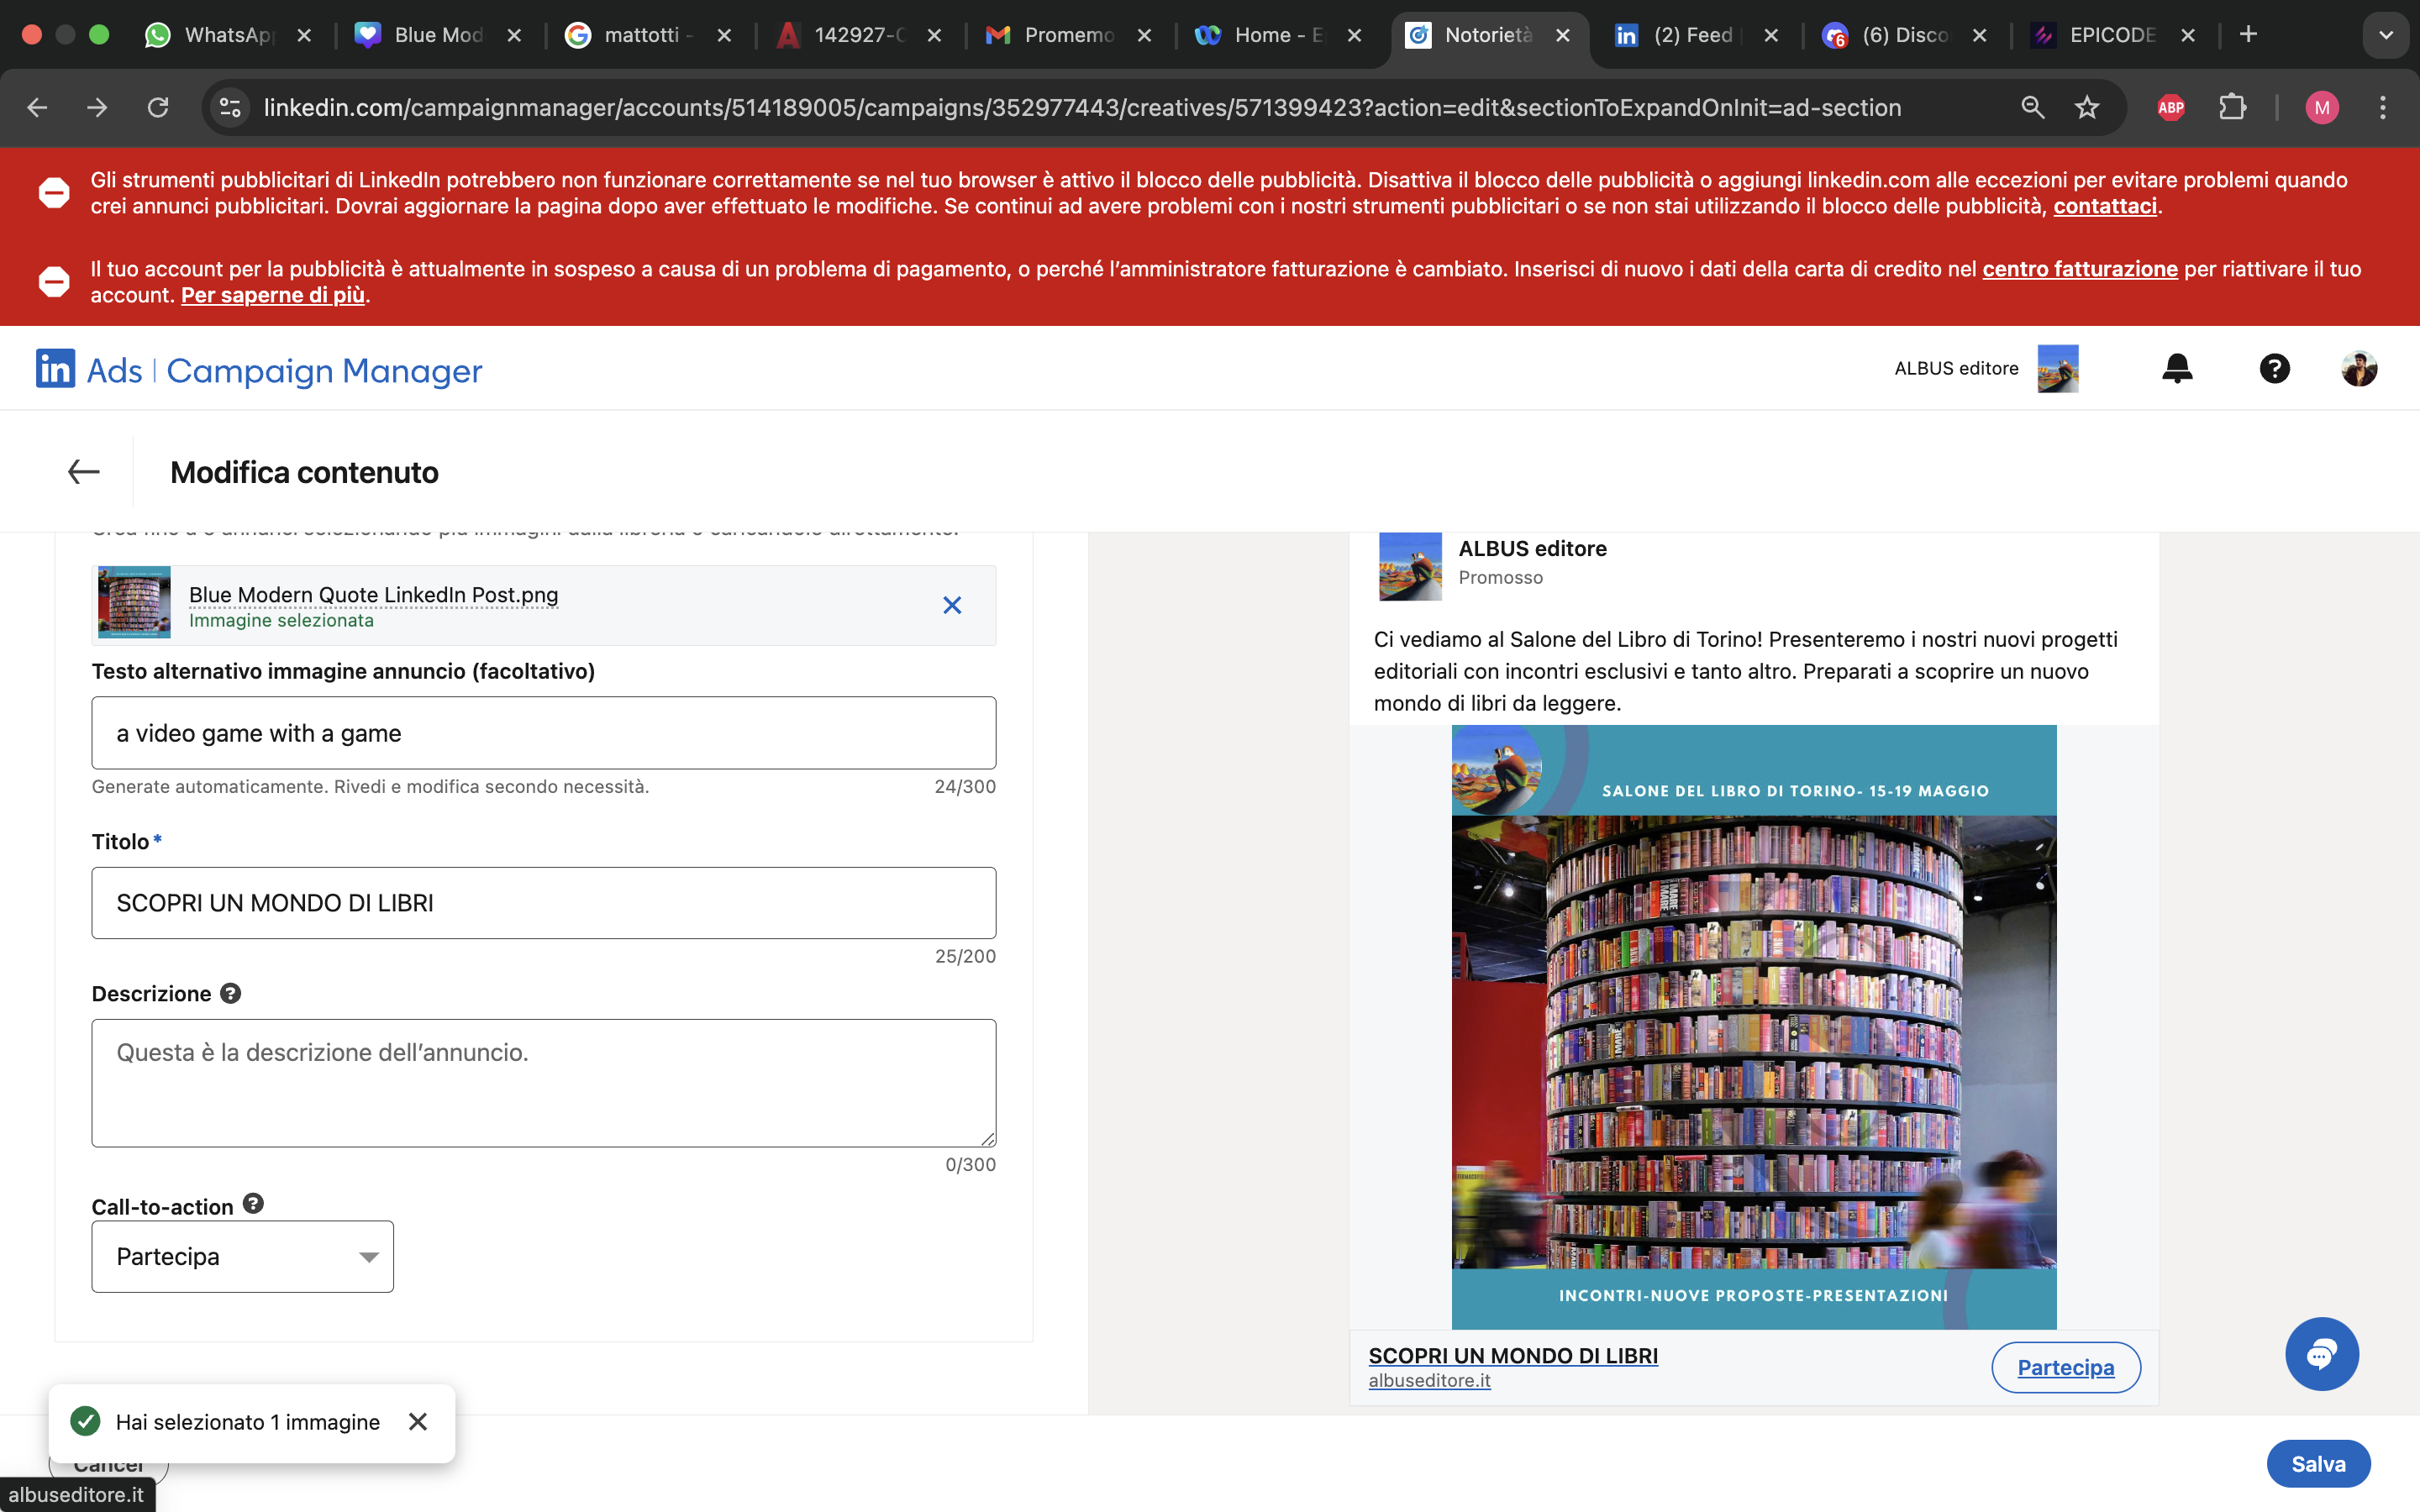 WhatsAp
Blue Mod
mattotti -
142927-C
Promemo
Home - E
Notorietà
(2) Feed
(6) Disco
EPICODE
linkedin.com/campaignmanager/accounts/514189005/campaigns/352977443/creatives/571399423?action=edit&sectionToExpandOnInit=ad-section
ABP
M
Gli strumenti pubblicitari di LinkedIn potrebbero non funzionare correttamente se nel tuo browser è attivo il blocco delle pubblicità. Disattiva il blocco delle pubblicità o aggiungi linkedin.com alle eccezioni per evitare problemi quando
crei annunci pubblicitari. Dovrai aggiornare la pagina dopo aver effettuato le modifiche. Se continui ad avere problemi con i nostri strumenti pubblicitari o se non stai utilizzando il blocco delle pubblicità, contattaci.
Il tuo account per la pubblicità è attualmente in sospeso a causa di un problema di pagamento, o perché l'amministratore fatturazione è cambiato. Inserisci di nuovo i dati della carta di credito nel centro fatturazione per riattivare il tuo
account. Per saperne di più.
in Ads | Campaign Manager
ALBUS editore
Modifica contenuto
Blue Modern Quote LinkedIn Post.png
Immagine selezionata
Testo alternativo immagine annuncio (facoltativo)
a video game with a game
Generate automaticamente. Rivedi e modifica secondo necessità.
24/300
Titolo*
SCOPRI UN MONDO DI LIBRI
25/200
Descrizione
Questa è la descrizione dell'annuncio.
0/300
Call-to-action
Partecipa
ALBUS editore
Promosso
Ci vediamo al Salone del Libro di Torino! Presenteremo i nostri nuovi progetti
editoriali con incontri esclusivi e tanto altro. Preparati a scoprire un nuovo
mondo di libri da leggere.
SALONE DEL LIBRO DI TORINO- 15-19 MAGGIO
INCONTRI-NUOVE PROPOSTE-PRESENTAZIONI
SCOPRI UN MONDO DI LIBRI
albuseditore.it
Partecipa
Hai selezionato 1 immagine
Cancel
albuseditore.it
Salva